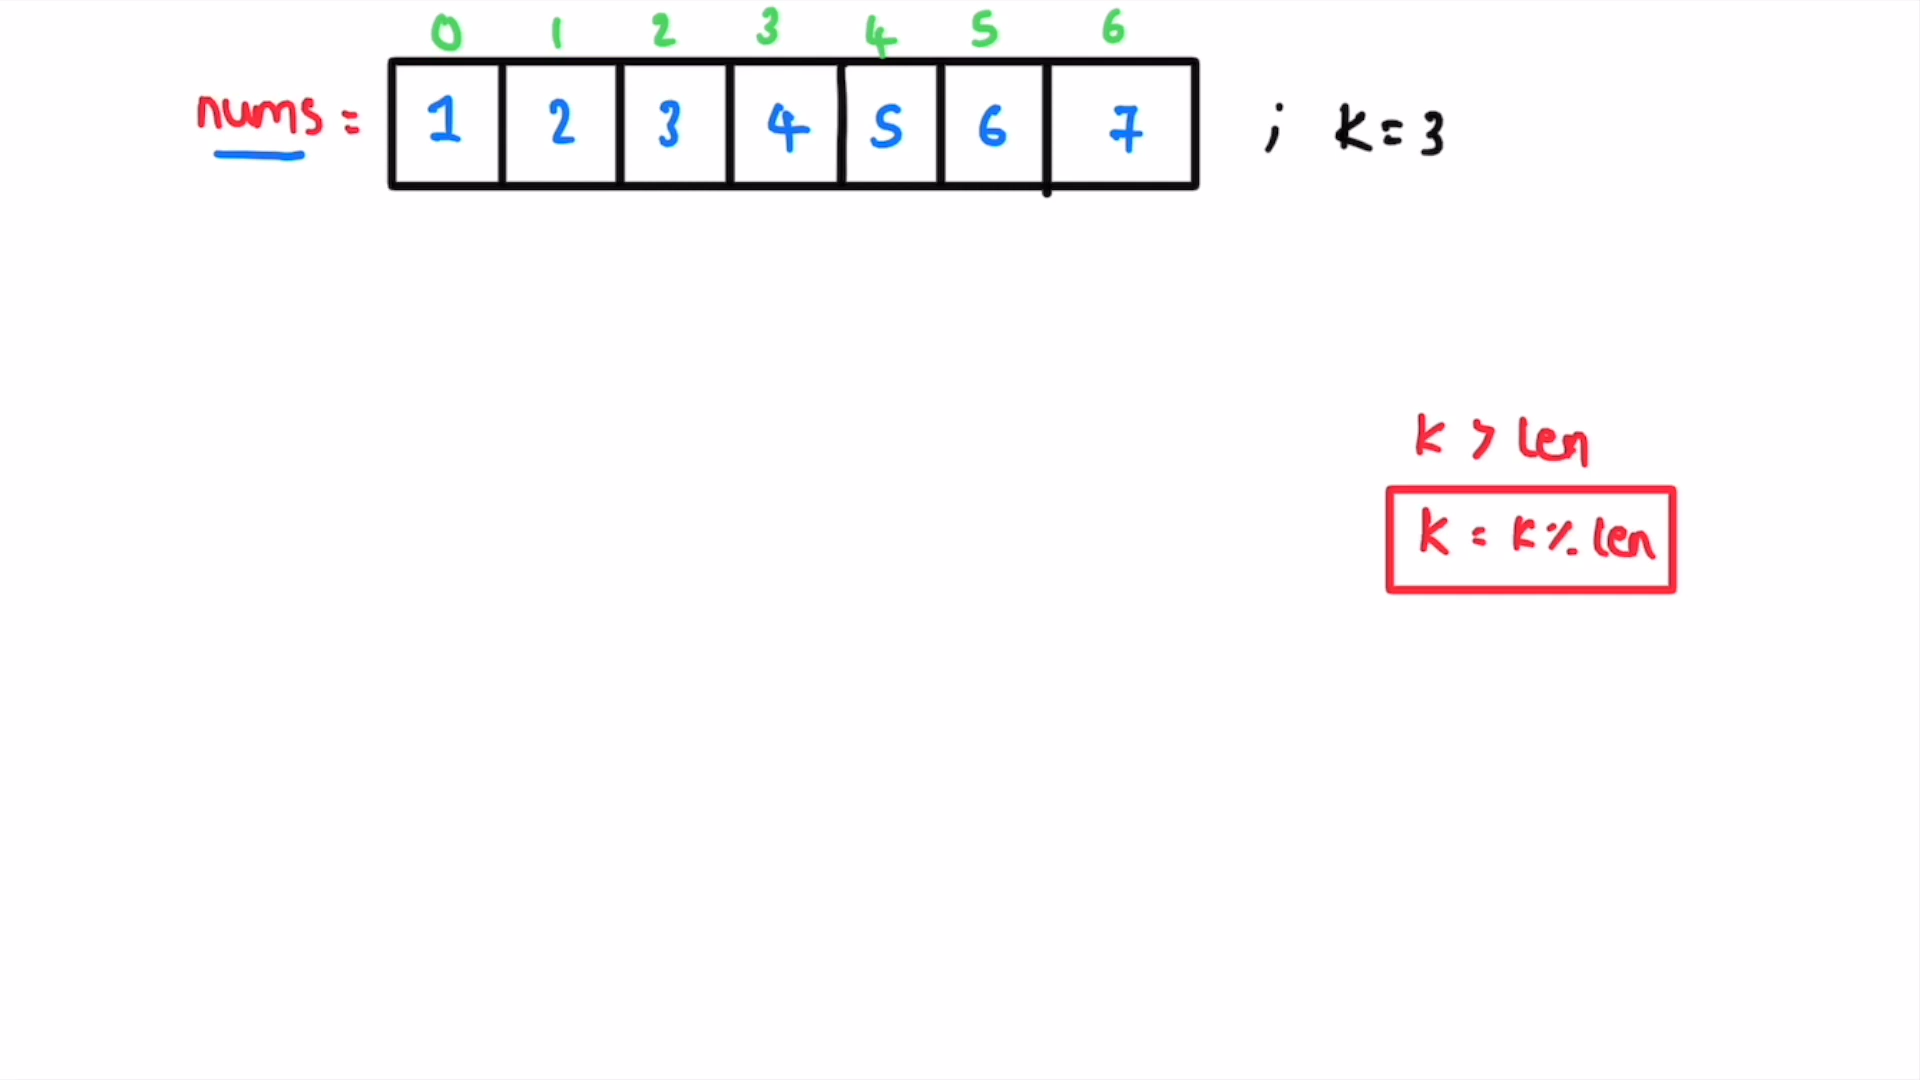 0 1 2 3 4 5 6
nums = 1 2 3 4 5 6 7 ; K = 3
K > len
K = K % len